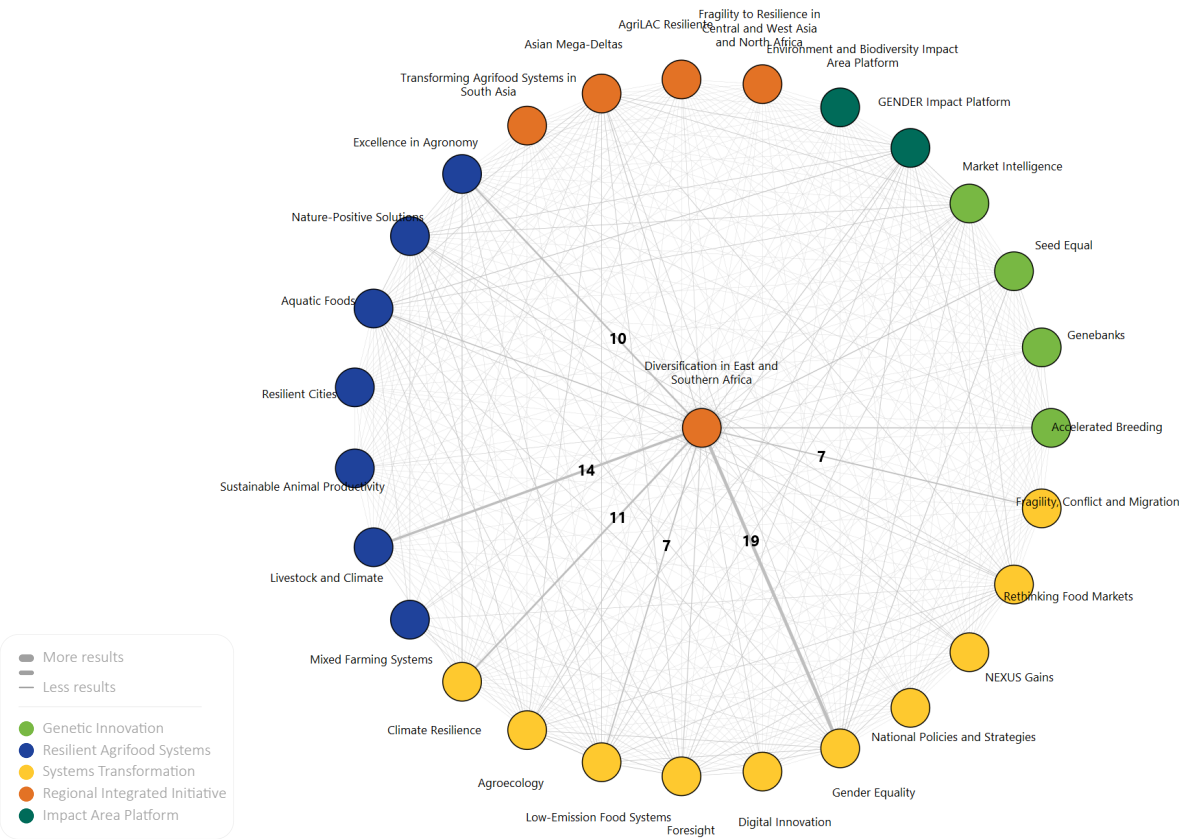 Fragility to Resilience in
Central and West Asia
and North Africa
AgriLAC Resiliente
Asian Mega-Deltas
Environment and Biodiversity Impact
Area Platform
Transforming Agrifood Systems in
South Asia
GENDER Impact Platform
Excellence in Agronomy
Market Intelligence
Nature-Positive Solutions
Seed Equal
Aquatic Foods
Genebanks
10
Diversification in East and
Southern Africa
Resilient Cities
Accelerated Breeding
7
14
Sustainable Animal Productivity
Fragility, Conflict and Migration
11
19
7
Livestock and Climate
Rethinking Food Markets
Mixed Farming Systems
NEXUS Gains
Climate Resilience
National Policies and Strategies
Agroecology
Gender Equality
Low-Emission Food Systems
Digital Innovation
Foresight
More results
Less results
Genetic Innovation
Resilient Agrifood Systems
Systems Transformation
Regional Integrated Initiative
Impact Area Platform